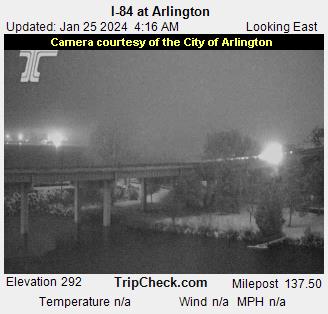 I-84 at Arlington
Updated: Jan 25 2024 4:16 AM Looking East
Camera courtesy of the City of Arlington
Elevation 292 TripCheck.com Milepost 137.50
Temperature n/a Wind n/a MPH n/a